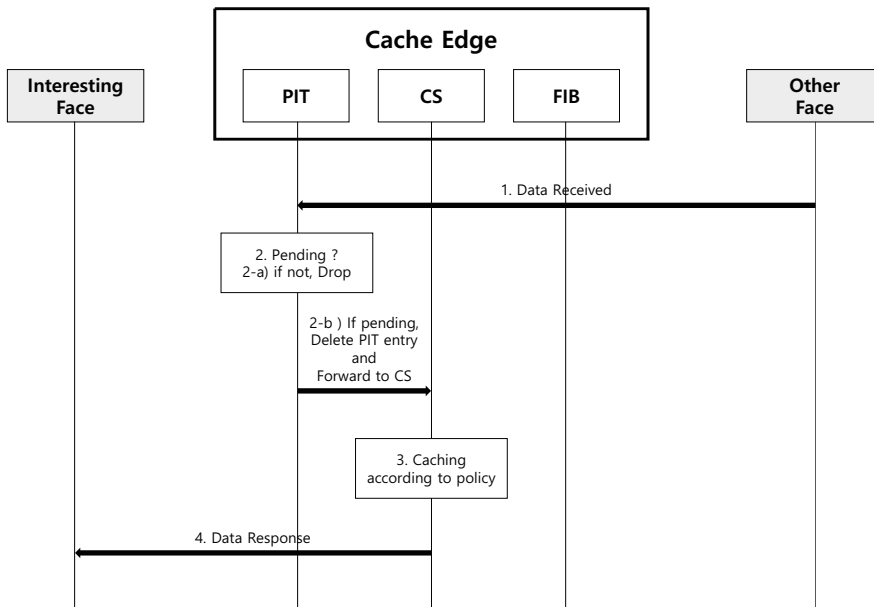 Cache Edge
Interesting
Face
PIT
CS
FIB
Other
Face
1. Data Received
2. Pending ?
2-a) if not, Drop
2-b ) If pending,
Delete PIT entry
and
Forward to CS
3. Caching
according to policy
4. Data Response